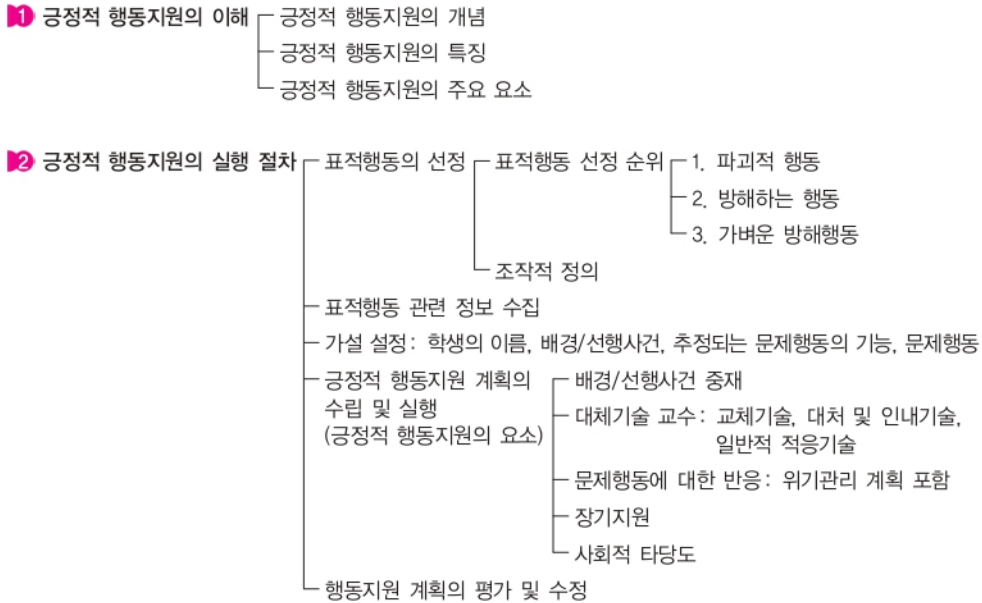 1 긍정적 행동지원의 이해
긍정적 행동지원의 개념
긍정적 행동지원의 특징
긍정적 행동지원의 주요 요소
2 긍정적 행동지원의 실행 절차
표적행동의 선정
표적행동 선정 순위
1. 파괴적 행동
2. 방해하는 행동
3. 가벼운 방해행동
조작적 정의
표적행동 관련 정보 수집
가설 설정: 학생의 이름, 배경/선행사건, 추정되는 문제행동의 기능, 문제행동
긍정적 행동지원 계획의
수립 및 실행
(긍정적 행동지원의 요소)
배경/선행사건 중재
대체기술 교수: 교체기술, 대처 및 인내기술,
일반적 적응기술
문제행동에 대한 반응: 위기관리 계획 포함
장기지원
사회적 타당도
행동지원 계획의 평가 및 수정